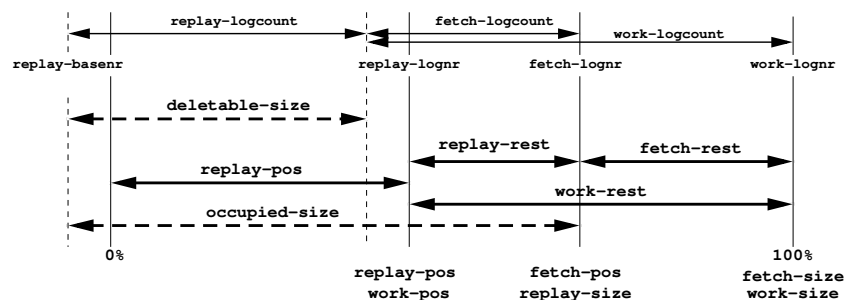 replay-logcount
fetch-logcount
work-logcount
replay-basenr
replay-lognr
fetch-lognr
work-lognr
deletable-size
replay-rest
fetch-rest
replay-pos
work-rest
occupied-size
0%
100%
replay-pos
work-pos
fetch-pos
replay-size
fetch-size
work-size